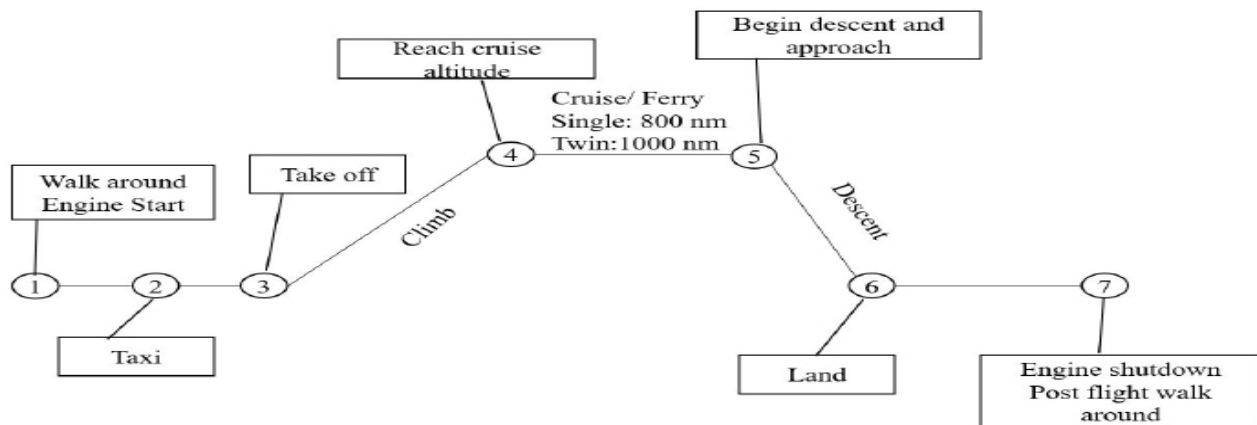 Begin descent and
approach
Reach cruise
altitude
Cruise/ Ferry
Single: 800 nm
Twin:1000 nm
4
5
Take off
Walk around
Engine Start
Climb
Descent
1
2
3
6
7
Taxi
Land
Engine shutdown
Post flight walk
around